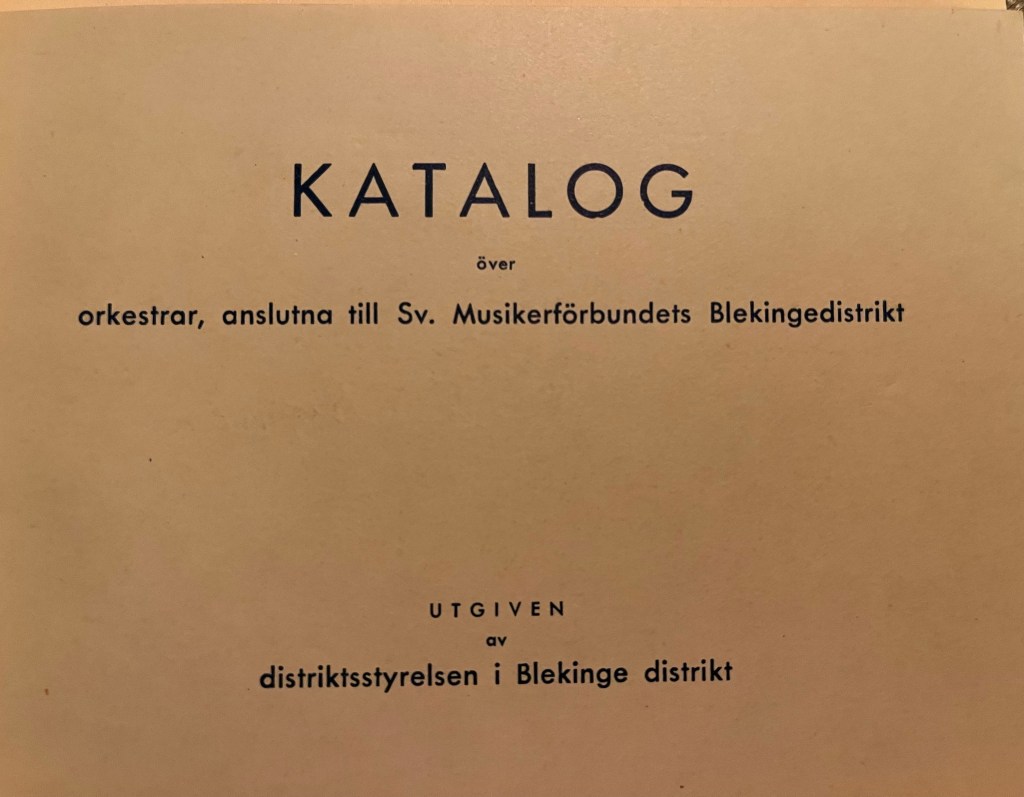 KATALOG
över
orkestrar, anslutna till Sv. Musikerförbundets Blekingedistrikt
UTGIVEN
av
distriktsstyrelsen i Blekinge distrikt